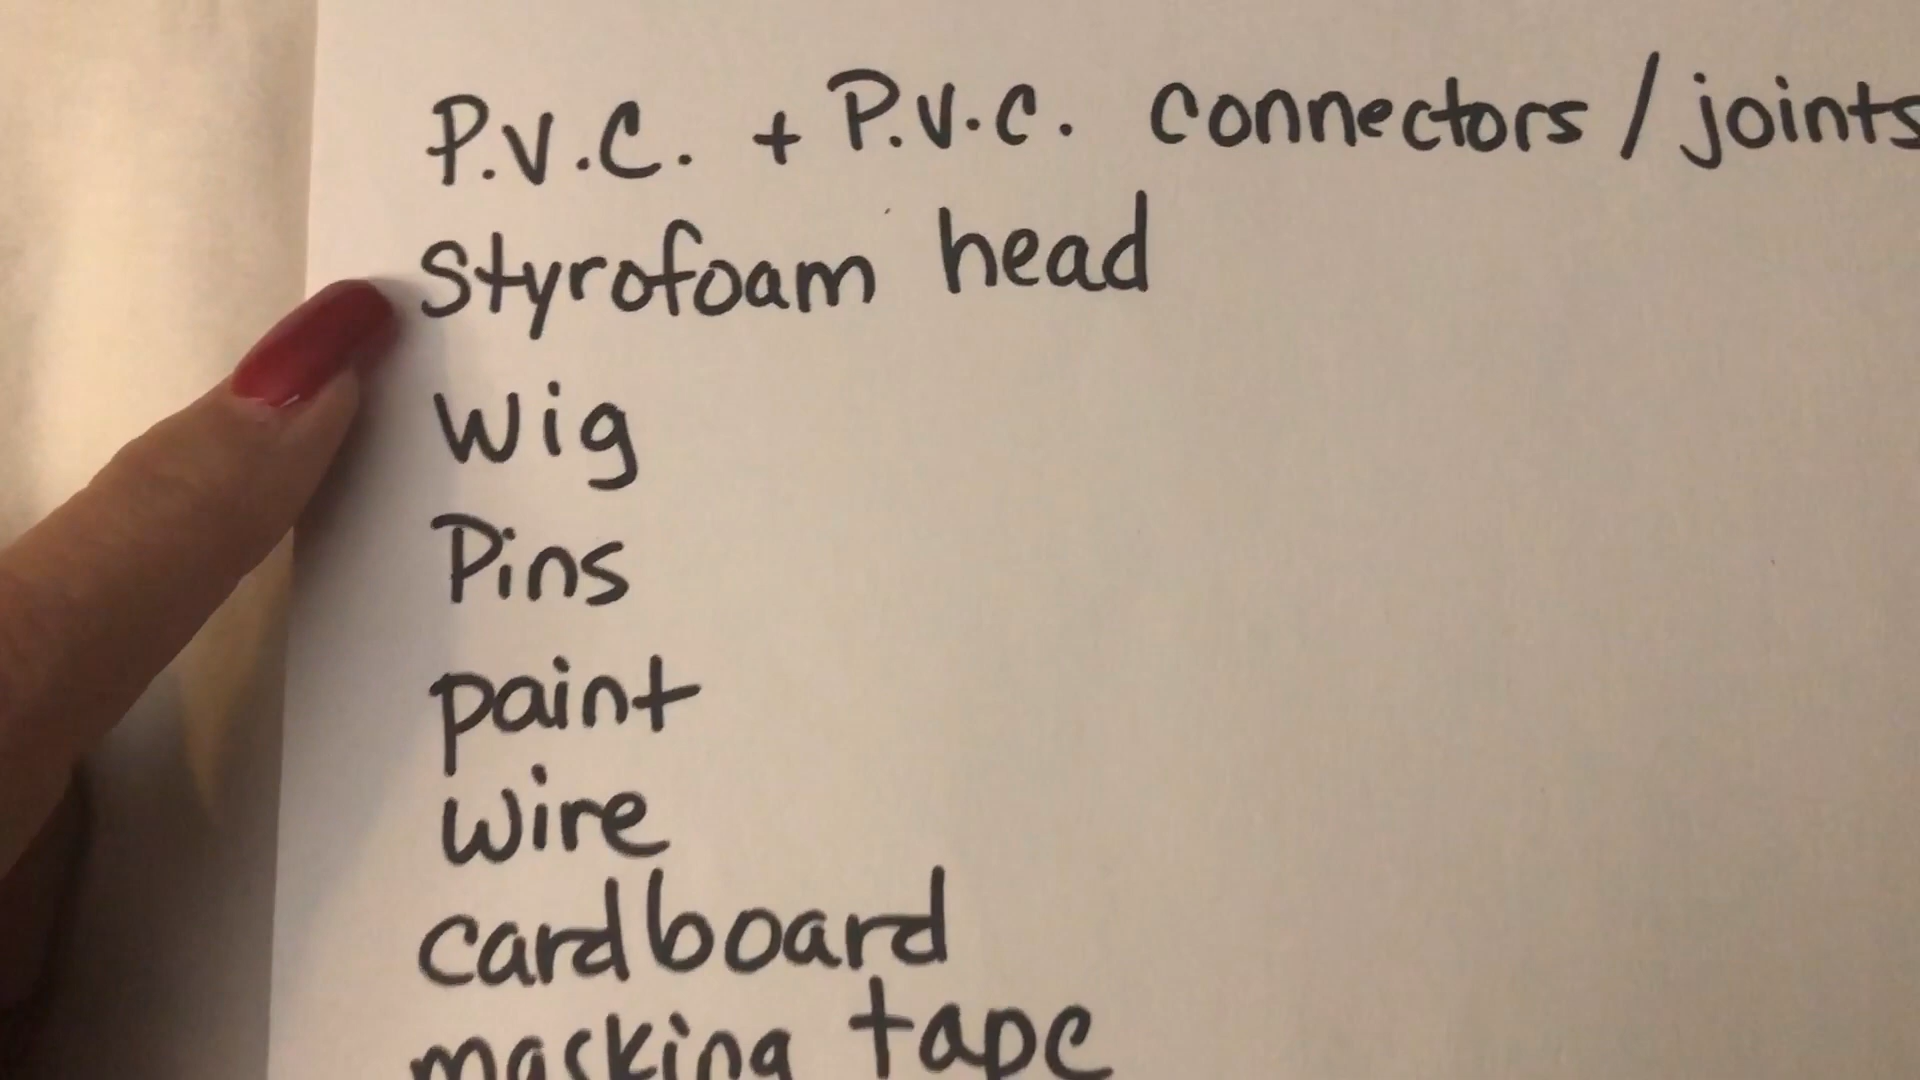 P.V.C. + P.V.C. connectors / joints
Styrofoam head
Wig
Pins
paint
wire
cardboard
masking tape